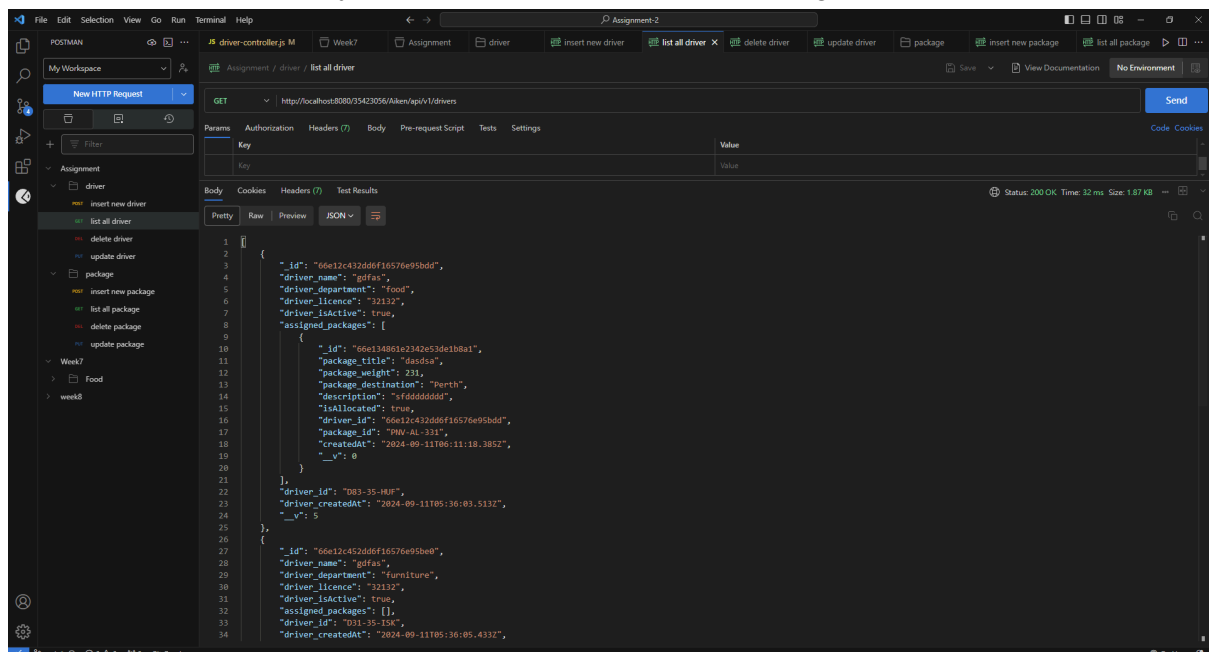 File Edit Selection View Go Run Terminal Help
Assignment-2
POSTMAN
JS driver-controller.js M Week7 Assignment driver insert new driver list all driver delete driver update driver package insert new package list all package
My Workspace
Assignment / driver / list all driver
Save View Documentation No Environment
New HTTP Request
GET http://localhost:8080/35423056/Aiken/api/v1/drivers Send
Params Authorization Headers (7) Body Pre-request Script Tests Settings Code Cookies
Filter
Key Value
Key Value
Assignment
driver
POST insert new driver
GET list all driver
DEL delete driver
PUT update driver
package
POST insert new package
GET list all package
DEL delete package
PUT update package
Week7
Food
week8
Body Cookies Headers (7) Test Results Status: 200 OK Time: 32 ms Size: 1.87 KB
Pretty Raw Preview JSON
1 [
2 {
3 "_id": "66e12c432dd6f16576e95bdd",
4 "driver_name": "gdfas",
5 "driver_department": "food",
6 "driver_licence": "32132",
7 "driver_isActive": true,
8 "assigned_packages": [
9 {
10 "_id": "66e134861e2342e53de1b8a1",
11 "package_title": "dasdsa",
12 "package_weight": 231,
13 "package_destination": "Perth",
14 "description": "sfdddddddd",
15 "isAllocated": true,
16 "driver_id": "66e12c432dd6f16576e95bdd",
17 "package_id": "PNV-AL-331",
18 "createdAt": "2024-09-11T06:11:18.385Z",
19 "__v": 0
20 }
21 ],
22 "driver_id": "D83-35-HUF",
23 "driver_createdAt": "2024-09-11T05:36:03.513Z",
24 "__v": 5
25 },
26 {
27 "_id": "66e12c452dd6f16576e95be0",
28 "driver_name": "gdfas",
29 "driver_department": "furniture",
30 "driver_licence": "32132",
31 "driver_isActive": true,
32 "assigned_packages": [],
33 "driver_id": "D31-35-ISK",
34 "driver_createdAt": "2024-09-11T05:36:05.433Z",